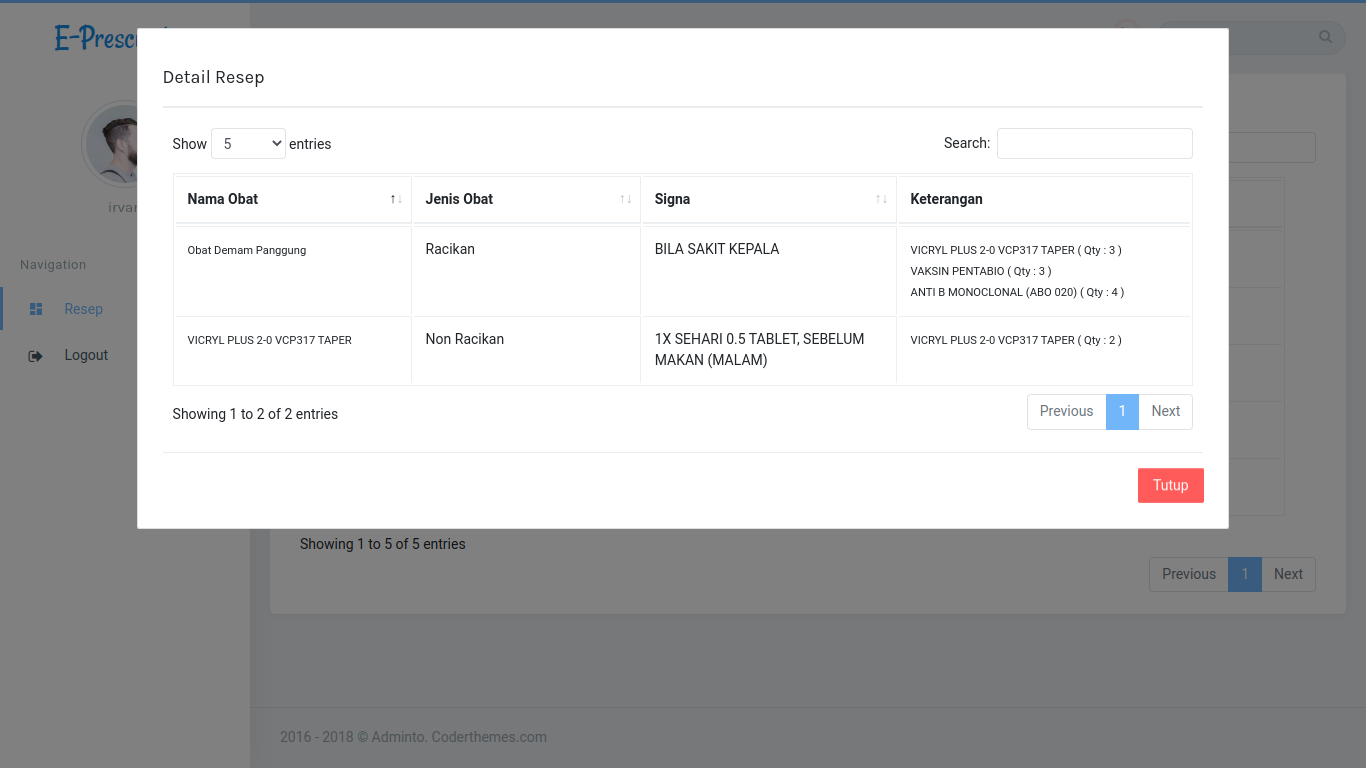 Detail Resep
Show 5 entries
Search:
Nama Obat
Jenis Obat
Signa
Keterangan
Obat Demam Panggung
Racikan
BILA SAKIT KEPALA
VICRYL PLUS 2-0 VCP317 TAPER ( Qty : 3 )
VAKSIN PENTABIO ( Qty : 3 )
ANTI B MONOCLONAL (ABO 020) ( Qty : 4 )
VICRYL PLUS 2-0 VCP317 TAPER
Non Racikan
1X SEHARI 0.5 TABLET, SEBELUM
MAKAN (MALAM)
VICRYL PLUS 2-0 VCP317 TAPER ( Qty : 2 )
Showing 1 to 2 of 2 entries
Previous 1 Next
Tutup
Navigation
Resep
Logout
Showing 1 to 5 of 5 entries
Previous 1 Next
2016 - 2018 © Adminto. Coderthemes.com